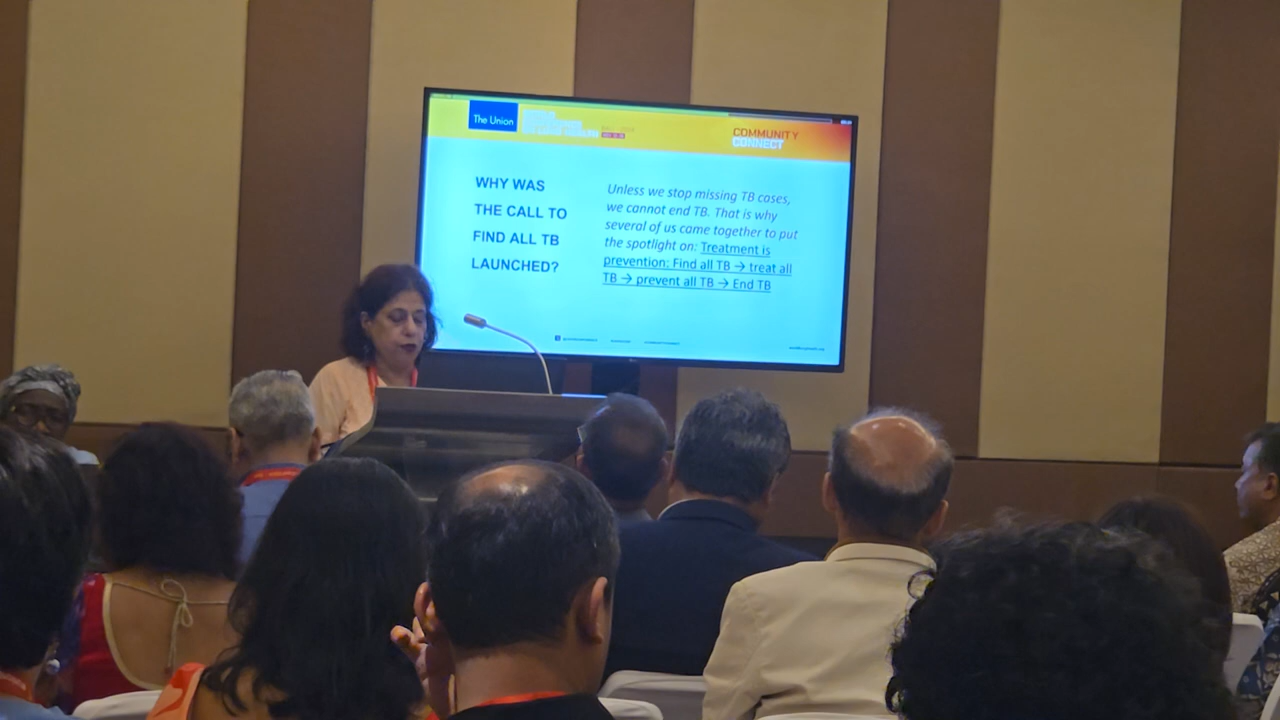 The Union
COMMUNITY
CONNECT
WHY WAS
THE CALL TO
FIND ALL TB
LAUNCHED?
Unless we stop missing TB cases,
we cannot end TB. That is why
several of us came together to put
the spotlight on: Treatment is
prevention: Find all TB → treat all
TB → prevent all TB → End TB